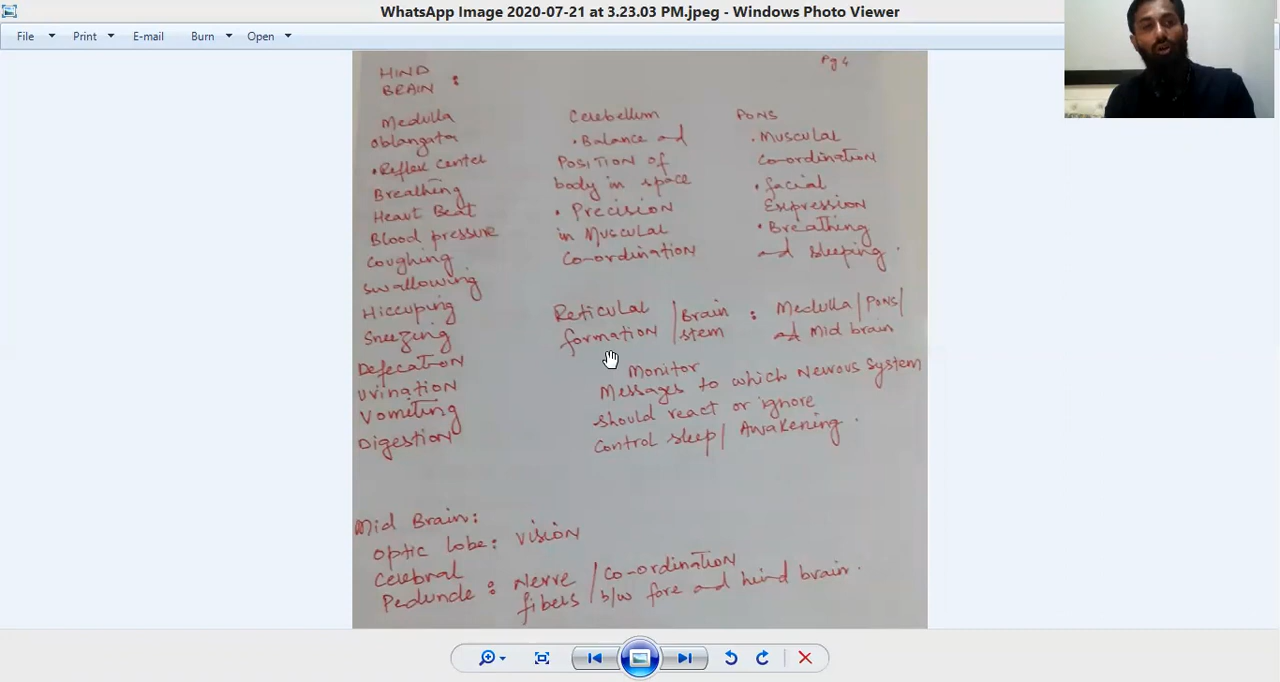 WhatsApp Image 2020-07-21 at 3.23.03 PM.jpeg - Windows Photo Viewer
File Print E-mail Burn Open
Pg 4
HIND
BRAIN :
Medulla
oblangata
• Reflex center
Breathing
Heart Beat
Blood pressure
Coughing
swallowing
Hiccuping
Sneezing
Defecation
Urination
Vomiting
Digestion
Cerebellum
• Balance and
Position of
body in space
• Precision
in Muscular
Co-ordination
PONS
• Muscular
Co-ordination
• facial
Expression
• Breathing
and sleeping.
Reticular / Brain : Medulla / PONS /
formation / stem and Mid brain
Monitor
Messages to which Nervous System
should react or ignore
Control sleep / Awakening.
Mid Brain:
Optic lobe: vision
Cerebral
Peduncle : Nerve / Co-ordination
fibers / b/w fore and hind brain.